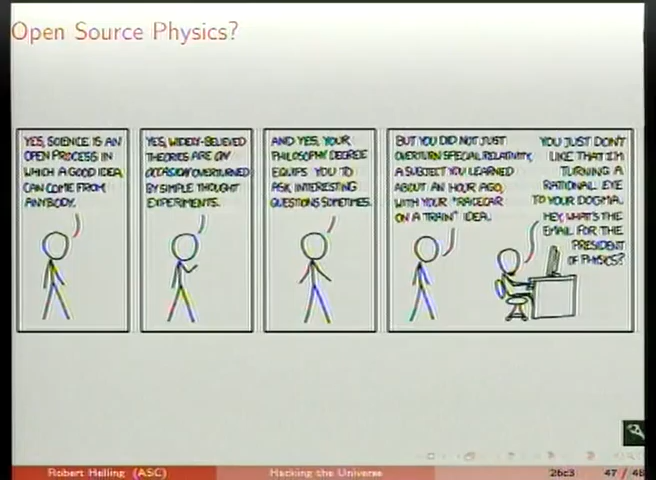 Open Source Physics?
YES, SCIENCE IS AN
OPEN PROCESS IN
WHICH A GOOD IDEA
CAN COME FROM
ANYBODY.
YES, WIDELY-BELIEVED
THEORIES ARE ON
OCCASION OVERTURNED
BY SIMPLE THOUGHT
EXPERIMENTS.
AND YES, YOUR
PHILOSOPHY DEGREE
EQUIPS YOU TO
ASK INTERESTING
QUESTIONS SOMETIMES.
BUT YOU DID NOT JUST
OVERTURN SPECIAL RELATIVITY,
A SUBJECT YOU LEARNED
ABOUT AN HOUR AGO,
WITH YOUR "RACECAR
ON A TRAIN" IDEA.
YOU JUST DON'T
LIKE THAT I'M
TURNING A
RATIONAL EYE
TO YOUR DOGMA.
HEY, WHAT'S THE
EMAIL FOR THE
PRESIDENT
OF PHYSICS?
Robert Helling (ASC)
Hacking the Universe
26c3
47 / 48